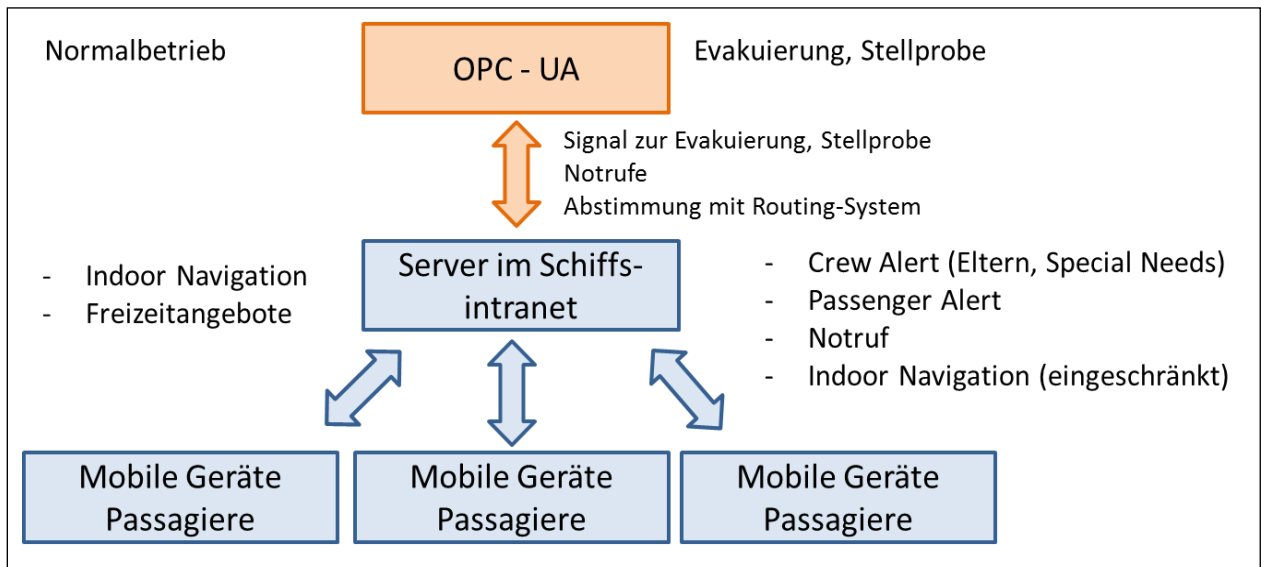 Normalbetrieb
OPC - UA
Evakuierung, Stellprobe
Signal zur Evakuierung, Stellprobe
Notrufe
Abstimmung mit Routing-System
- Indoor Navigation
- Freizeitangebote
Server im Schiffs-
intranet
- Crew Alert (Eltern, Special Needs)
- Passenger Alert
- Notruf
- Indoor Navigation (eingeschränkt)
Mobile Geräte
Passagiere
Mobile Geräte
Passagiere
Mobile Geräte
Passagiere